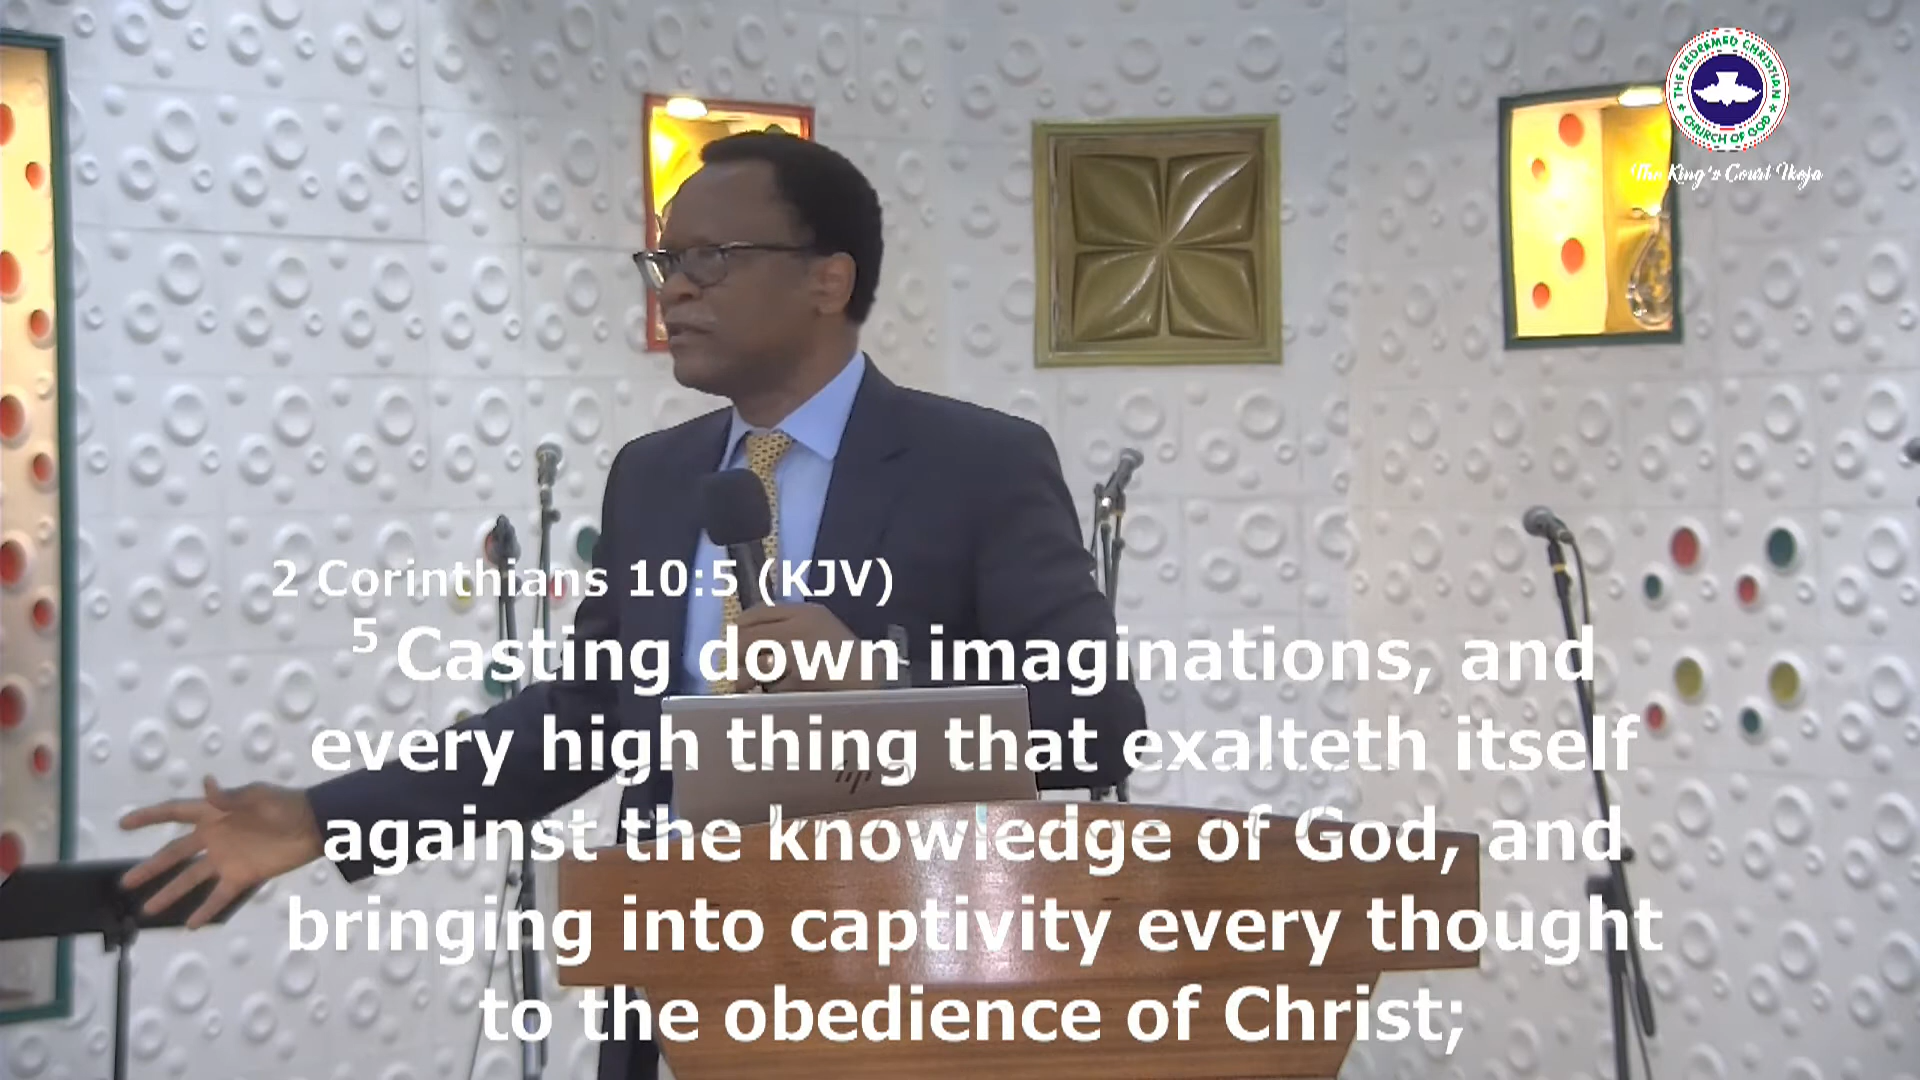 THE REDEEMED CHRISTIAN
CHURCH OF GOD
The King's Court Ikeja
2 Corinthians 10:5 (KJV)
5 Casting down imaginations, and
every high thing that exalteth itself
against the knowledge of God, and
bringing into captivity every thought
to the obedience of Christ;
hp